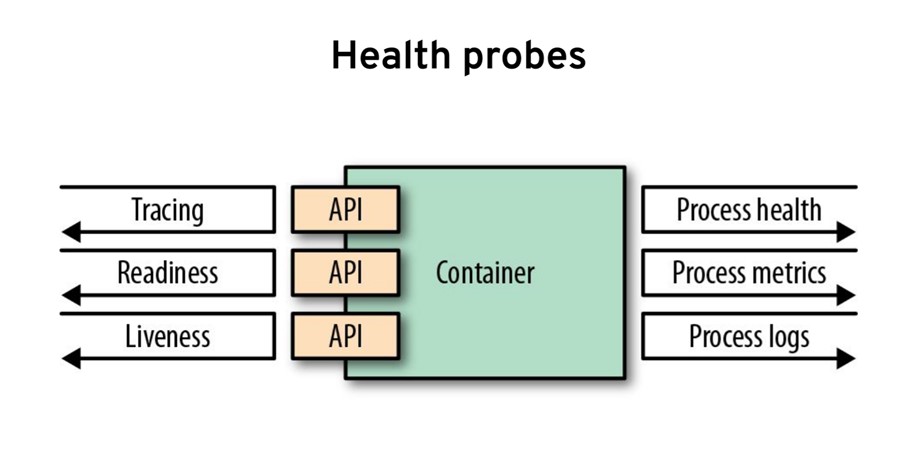 Health probes
Tracing
API
Process health
Readiness
API
Container
Process metrics
Liveness
API
Process logs